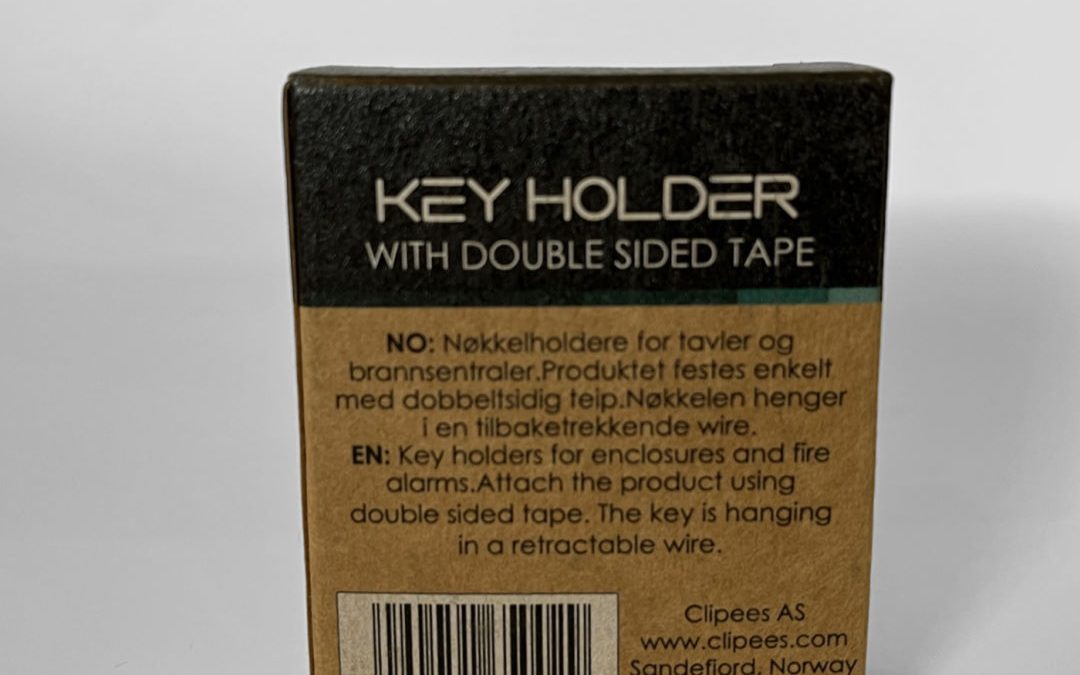 KEY HOLDER
WITH DOUBLE SIDED TAPE
NO: Nøkkelholdere for tavler og
brannsentraler.Produktet festes enkelt
med dobbeltsidig teip.Nøkkelen henger
i en tilbaketrekkende wire.
EN: Key holders for enclosures and fire
alarms.Attach the product using
double sided tape. The key is hanging
in a retractable wire.
Clipees AS
www.clipees.com
Sandefjord, Norway